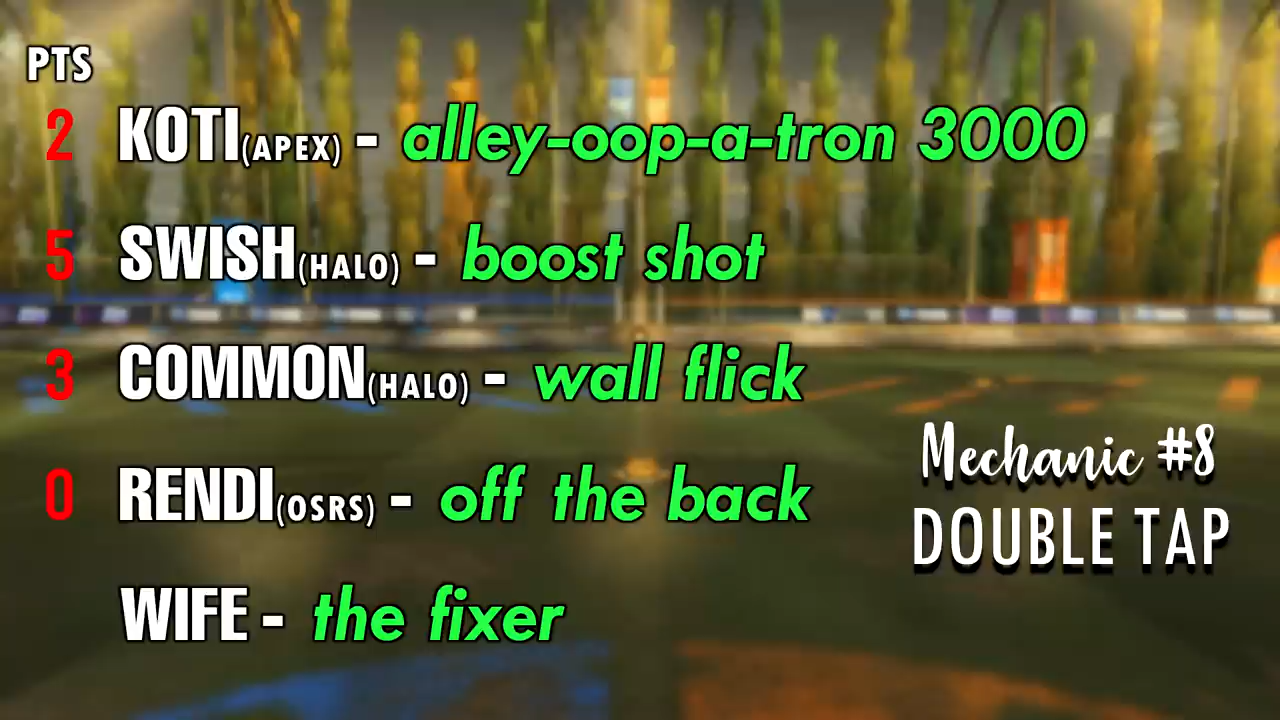 PTS
2 KOTI(APEX) - alley-oop-a-tron 3000
5 SWISH(HALO) - boost shot
3 COMMON(HALO) - wall flick
0 RENDI(OSRS) - off the back
WIFE - the fixer
Mechanic #8
DOUBLE TAP